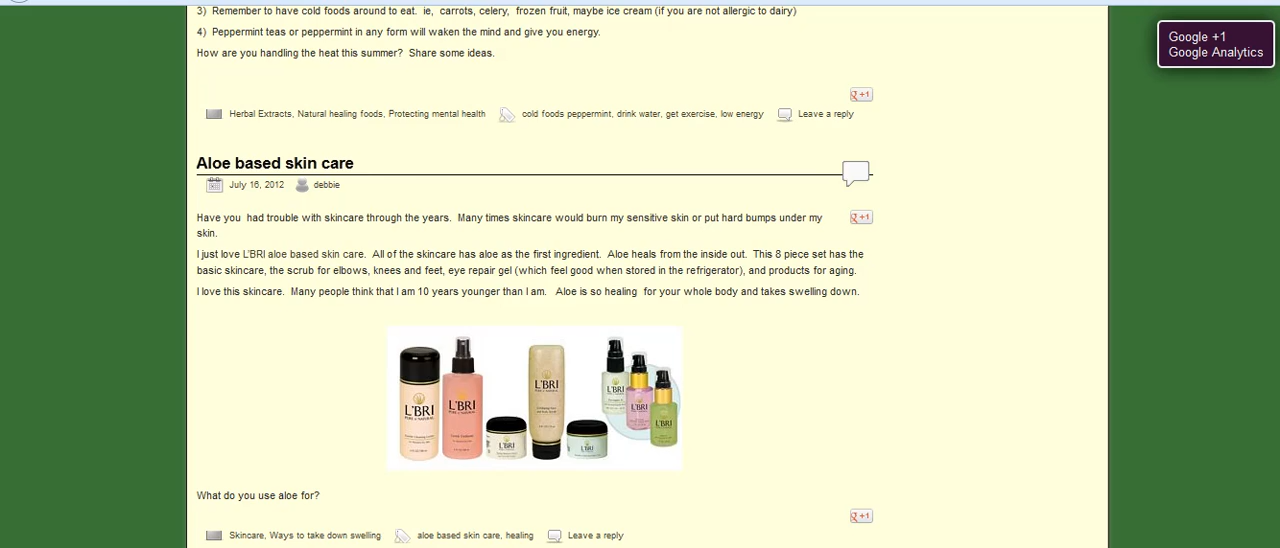 3) Remember to have cold foods around to eat. ie, carrots, celery, frozen fruit, maybe ice cream (if you are not allergic to dairy)
4) Peppermint teas or peppermint in any form will waken the mind and give you energy.
How are you handling the heat this summer? Share some ideas.
Google +1
Google Analytics
+1
Herbal Extracts, Natural healing foods, Protecting mental health cold foods peppermint, drink water, get exercise, low energy Leave a reply
Aloe based skin care
July 16, 2012 debbie
+1
Have you had trouble with skincare through the years. Many times skincare would burn my sensitive skin or put hard bumps under my
skin.
I just love L'BRI aloe based skin care. All of the skincare has aloe as the first ingredient. Aloe heals from the inside out. This 8 piece set has the
basic skincare, the scrub for elbows, knees and feet, eye repair gel (which feel good when stored in the refrigerator), and products for aging.
I love this skincare. Many people think that I am 10 years younger than I am. Aloe is so healing for your whole body and takes swelling down.
L'BRI
PURE n' NATURAL
L'BRI
PURE n' NATURAL
L'BRI
L'BRI
L'BRI
L'BRI
L'BRI
L'BRI
What do you use aloe for?
+1
Skincare, Ways to take down swelling aloe based skin care, healing Leave a reply